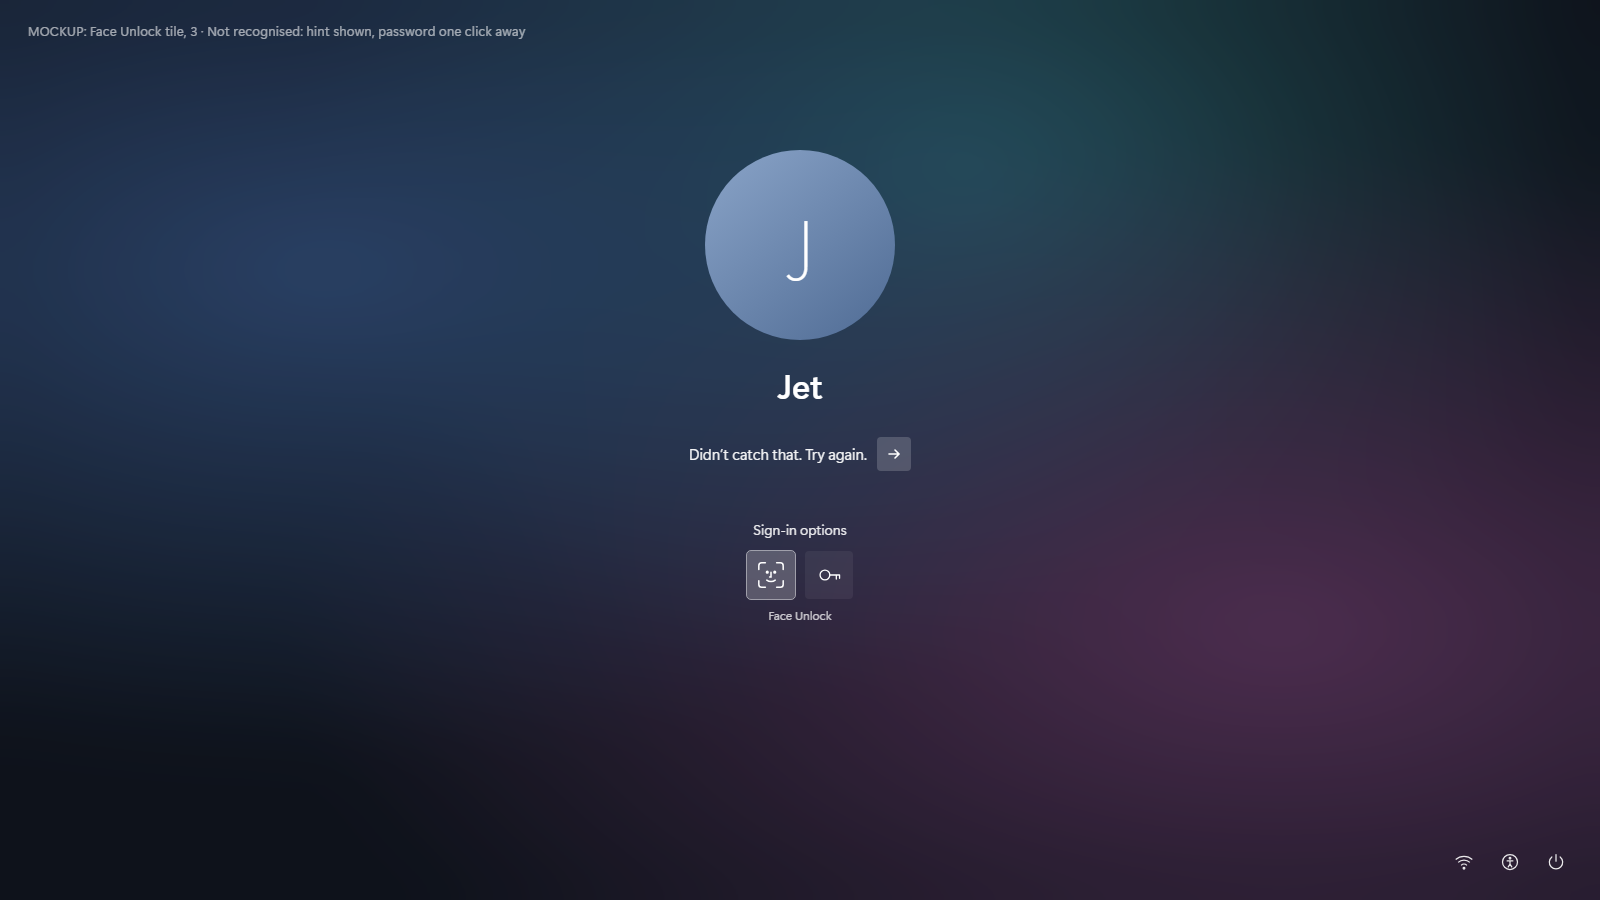 MOCKUP: Face Unlock tile, 3 · Not recognised: hint shown, password one click away
J
Jet
Didn't catch that. Try again.
Sign-in options
Face Unlock